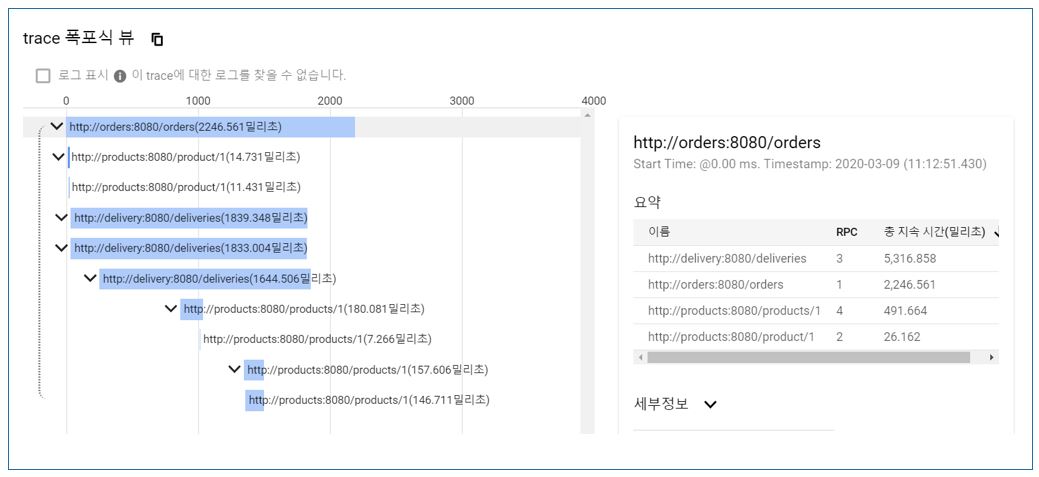 trace 폭포식 뷰
로그 표시 이 trace에 대한 로그를 찾을 수 없습니다.
0 1000 2000 3000 4000
http://orders:8080/orders(2246.561밀리초)
http://products:8080/product/1(14.731밀리초)
http://products:8080/product/1(11.431밀리초)
http://delivery:8080/deliveries(1839.348밀리초)
http://delivery:8080/deliveries(1833.004밀리초)
http://delivery:8080/deliveries(1644.506밀리초)
http://products:8080/products/1(180.081밀리초)
http://products:8080/products/1(7.266밀리초)
http://products:8080/products/1(157.606밀리초)
http://products:8080/products/1(146.711밀리초)
http://orders:8080/orders
Start Time: @0.00 ms. Timestamp: 2020-03-09 (11:12:51.430)
요약
이름 RPC 총 지속 시간(밀리초)
http://delivery:8080/deliveries 3 5,316.858
http://orders:8080/orders 1 2,246.561
http://products:8080/products/1 4 491.664
http://products:8080/product/1 2 26.162
세부정보